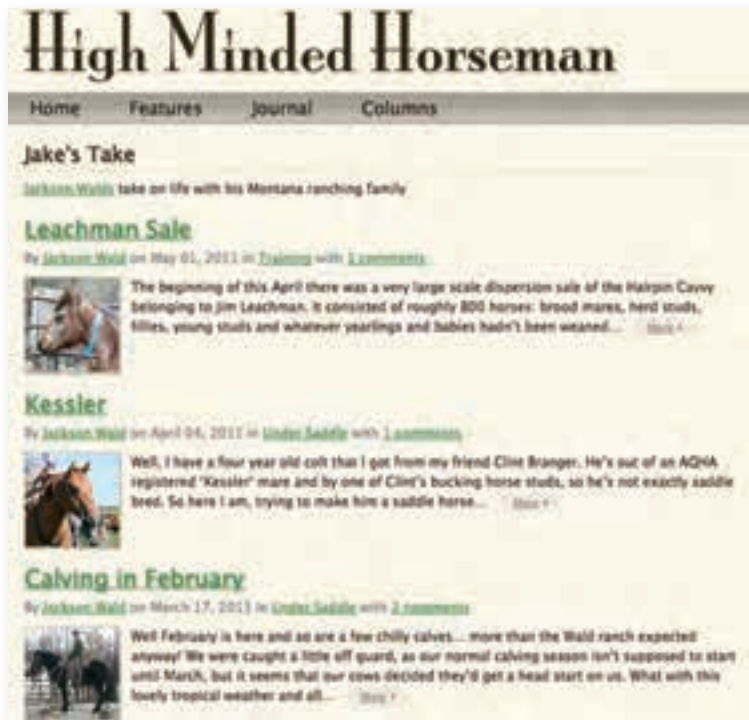 High Minded Horseman
Home Features Journal Columns
Jake's Take
Jackson Walds take on life with his Montana ranching family
Leachman Sale
By Jackson Wald on May 01, 2011 in Training with 3 comments
The beginning of this April there was a very large scale dispersion sale of the Hairpin Cavvy
belonging to Jim Leachman. It consisted of roughly 800 horses: brood mares, herd studs,
fillies, young studs and whatever yearlings and babies hadn't been weaned... More
Kessler
By Jackson Wald on April 04, 2011 in Under Saddle with 1 comments
Well, I have a four year old colt that I got from my friend Clint Branger. He's out of an AQHA
registered "Kessler" mare and by one of Clint's bucking horse studs, so he's not exactly saddle
bred. So here I am, trying to make him a saddle horse... More
Calving in February
By Jackson Wald on March 17, 2011 in Under Saddle with 2 comments
Well February is here and so are a few chilly calves... more than the Wald ranch expected
anyway! We were caught a little off guard, as our normal calving season isn't supposed to start
until March, but it seems that our cows decided they'd get a head start on us. What with this
lovely tropical weather and all... More